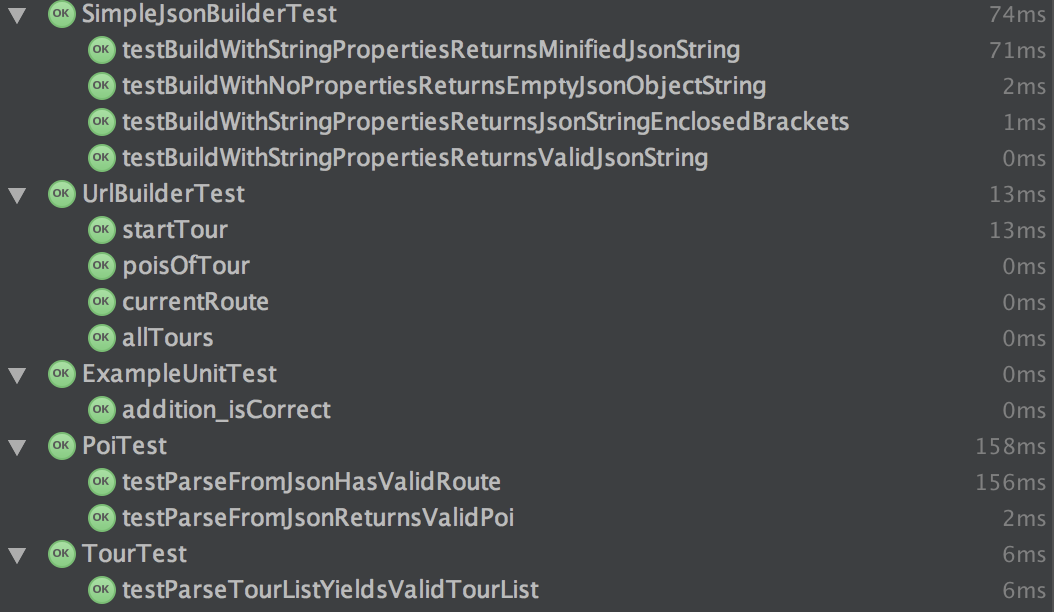 OK SimpleJsonBuilderTest 74ms
OK testBuildWithStringPropertiesReturnsMinifiedJsonString 71ms
OK testBuildWithNoPropertiesReturnsEmptyJsonObjectString 2ms
OK testBuildWithStringPropertiesReturnsJsonStringEnclosedBrackets 1ms
OK testBuildWithStringPropertiesReturnsValidJsonString 0ms
OK UrlBuilderTest 13ms
OK startTour 13ms
OK poisOfTour 0ms
OK currentRoute 0ms
OK allTours 0ms
OK ExampleUnitTest 0ms
OK addition_isCorrect 0ms
OK PoiTest 158ms
OK testParseFromJsonHasValidRoute 156ms
OK testParseFromJsonReturnsValidPoi 2ms
OK TourTest 6ms
OK testParseTourListYieldsValidTourList 6ms